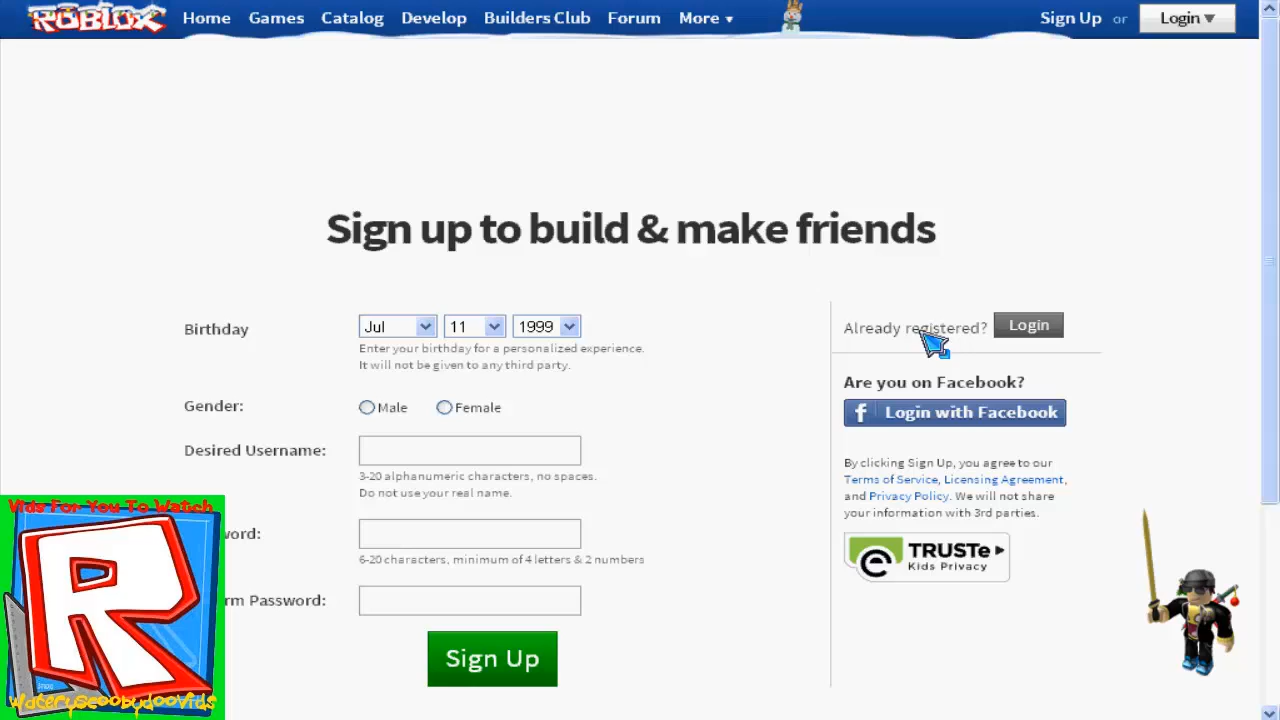 ROBLOX Home Games Catalog Develop Builders Club Forum More Sign Up or Login
Sign up to build & make friends
Birthday Jul 11 1999
Enter your birthday for a personalized experience.
It will not be given to any third party.
Gender: Male Female
Desired Username:
3-20 alphanumeric characters, no spaces.
Do not use your real name.
word:
6-20 characters, minimum of 4 letters & 2 numbers
rm Password:
Sign Up
Already registered? Login
Are you on Facebook?
f Login with Facebook
By clicking Sign Up, you agree to our
Terms of Service, Licensing Agreement,
and Privacy Policy. We will not share
your information with 3rd parties.
TRUSTe
Kids Privacy
Vids For You To Watch
R
wateryscoobydoovids